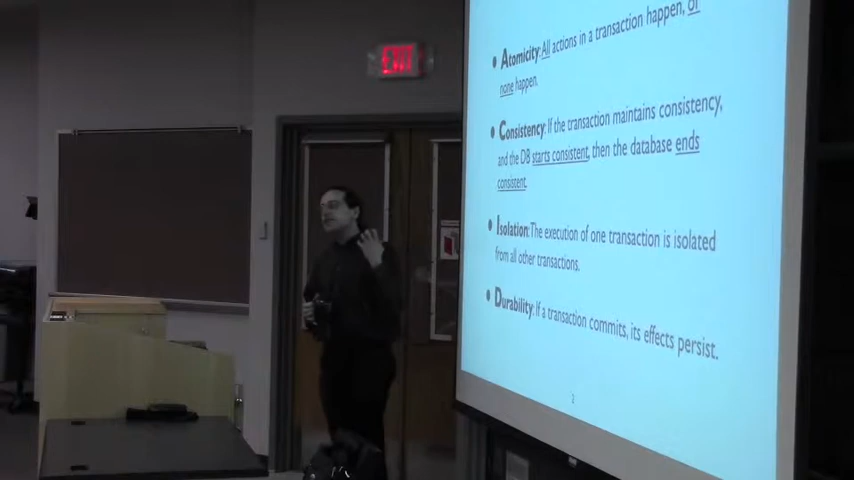 EXIT
• Atomicity: All actions in a transaction happen, or
none happen.
• Consistency: If the transaction maintains consistency,
and the DB starts consistent, then the database ends
consistent.
• Isolation: The execution of one transaction is isolated
from all other transactions.
• Durability: If a transaction commits, its effects persist.
2